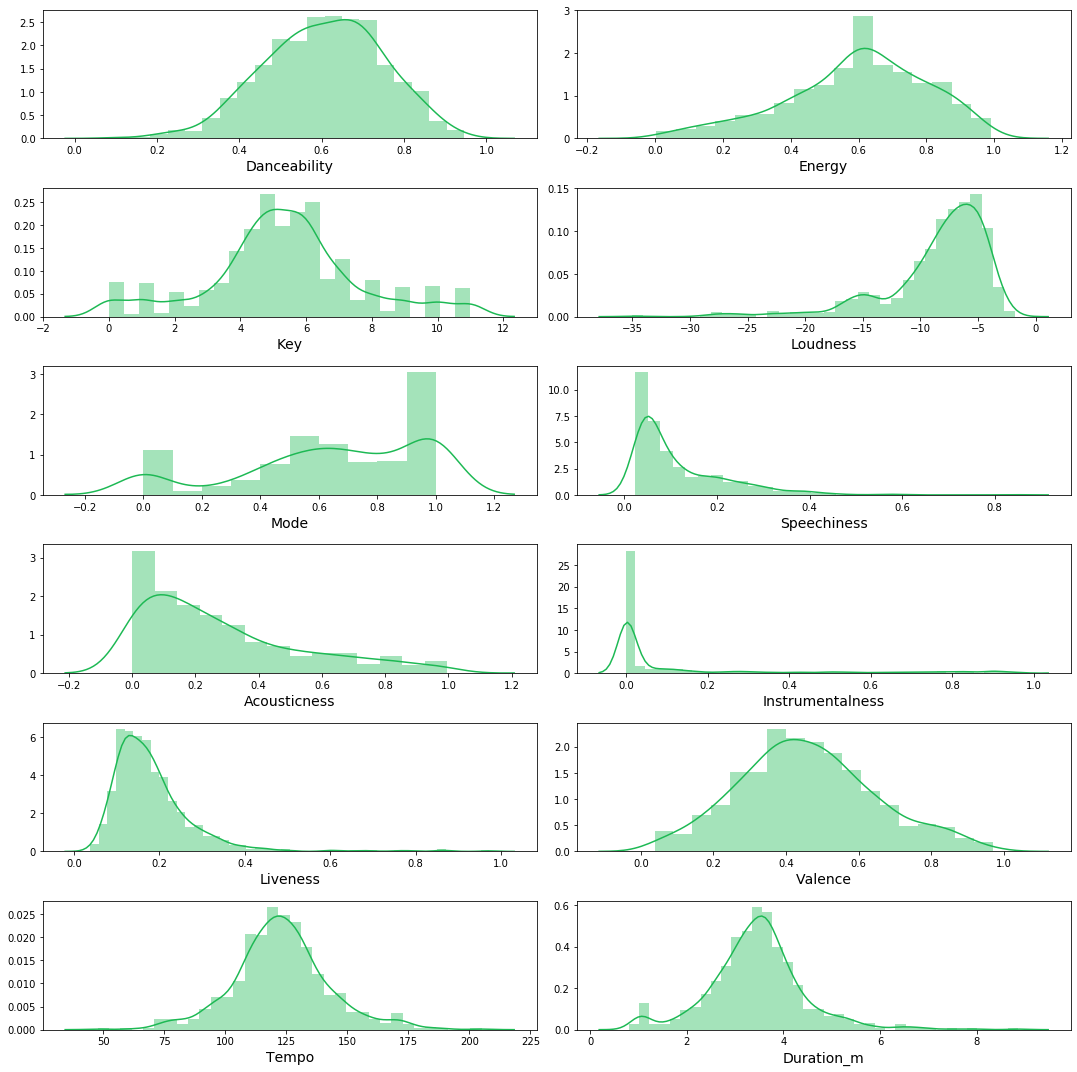 2.5
2.0
1.5
1.0
0.5
0.0
0.0 0.2 0.4 0.6 0.8 1.0
Danceability
3
2
1
0
−0.2 0.0 0.2 0.4 0.6 0.8 1.0 1.2
Energy
0.25
0.20
0.15
0.10
0.05
0.00
−2 0 2 4 6 8 10 12
Key
0.15
0.10
0.05
0.00
−35 −30 −25 −20 −15 −10 −5 0
Loudness
3
2
1
0
−0.2 0.0 0.2 0.4 0.6 0.8 1.0 1.2
Mode
10.0
7.5
5.0
2.5
0.0
0.0 0.2 0.4 0.6 0.8
Speechiness
3
2
1
0
−0.2 0.0 0.2 0.4 0.6 0.8 1.0 1.2
Acousticness
25
20
15
10
5
0
0.0 0.2 0.4 0.6 0.8 1.0
Instrumentalness
6
4
2
0
0.0 0.2 0.4 0.6 0.8 1.0
Liveness
2.0
1.5
1.0
0.5
0.0
0.0 0.2 0.4 0.6 0.8 1.0
Valence
0.025
0.020
0.015
0.010
0.005
0.000
50 75 100 125 150 175 200 225
Tempo
0.6
0.4
0.2
0.0
0 2 4 6 8
Duration_m